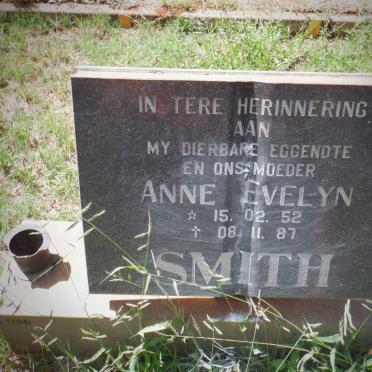 IN TERE HERINNERING
AAN
MY DIERBARE EGGENOTE
EN ONS MOEDER
ANNE EVELYN
☆ 15. 02. 52
† 08. 11. 87
SMITH